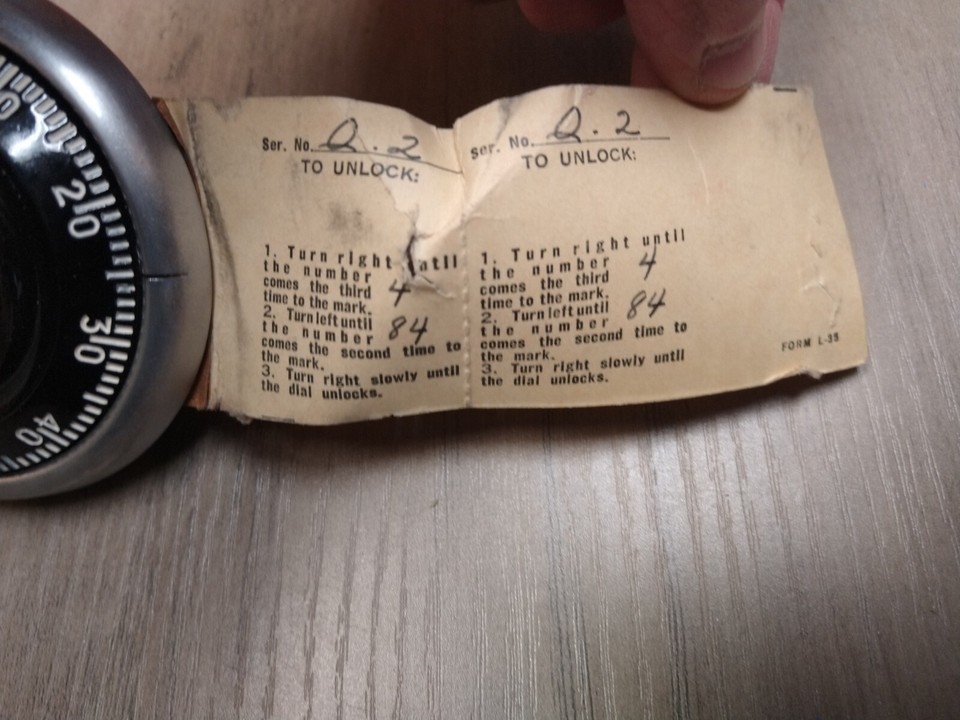 20
30
40
Ser. No. Q.2
TO UNLOCK:
1. Turn right
the number 4
comes the third
time to the mark.
2. Turn left until
the number 84
comes the second time to
the mark.
3. Turn right slowly until
the dial unlocks.
Ser. No. Q.2
TO UNLOCK:
1. Turn right until
the number 4
comes the third
time to the mark.
2. Turn left until
the number 84
comes the second time to
the mark.
3. Turn right slowly until
the dial unlocks.
FORM L-35